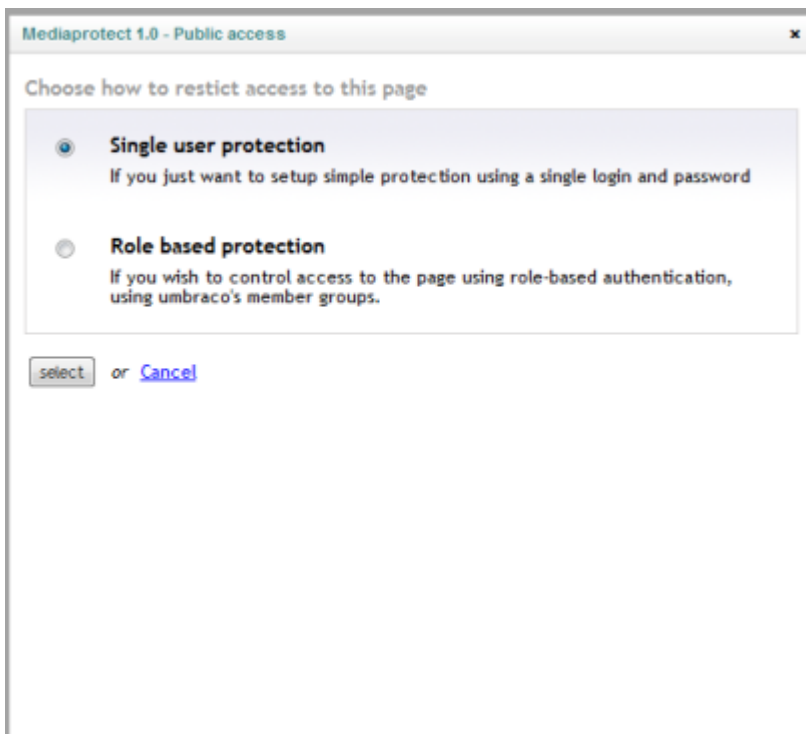 Mediaprotect 1.0 - Public access
Choose how to restict access to this page
Single user protection
If you just want to setup simple protection using a single login and password
Role based protection
If you wish to control access to the page using role-based authentication,
using umbraco's member groups.
select or Cancel